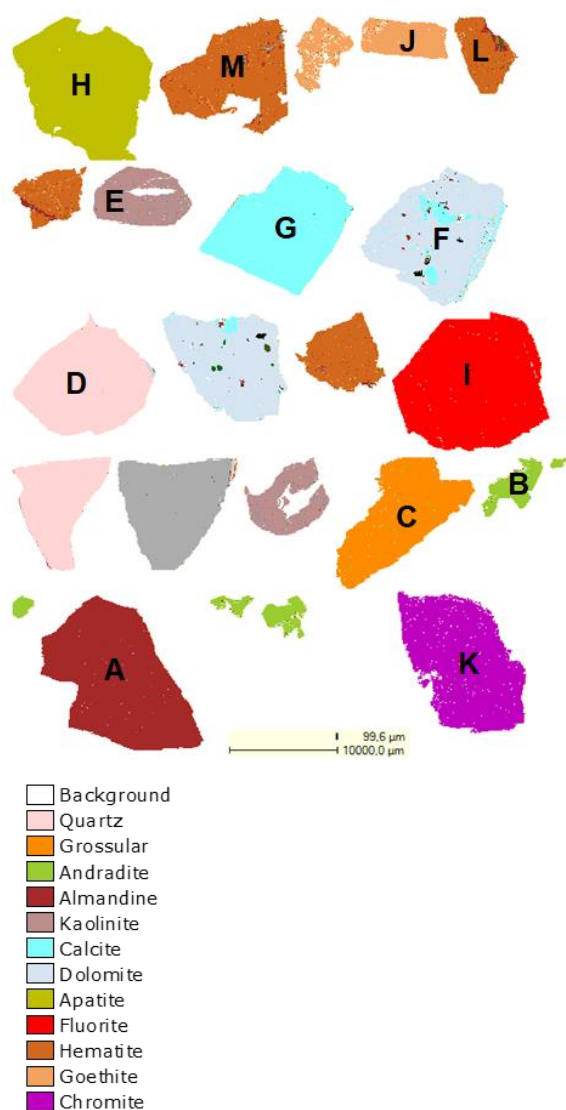 H M J L
E G F
D I
C B
A K
99,6 µm
10000,0 µm
Background
Quartz
Grossular
Andradite
Almandine
Kaolinite
Calcite
Dolomite
Apatite
Fluorite
Hematite
Goethite
Chromite